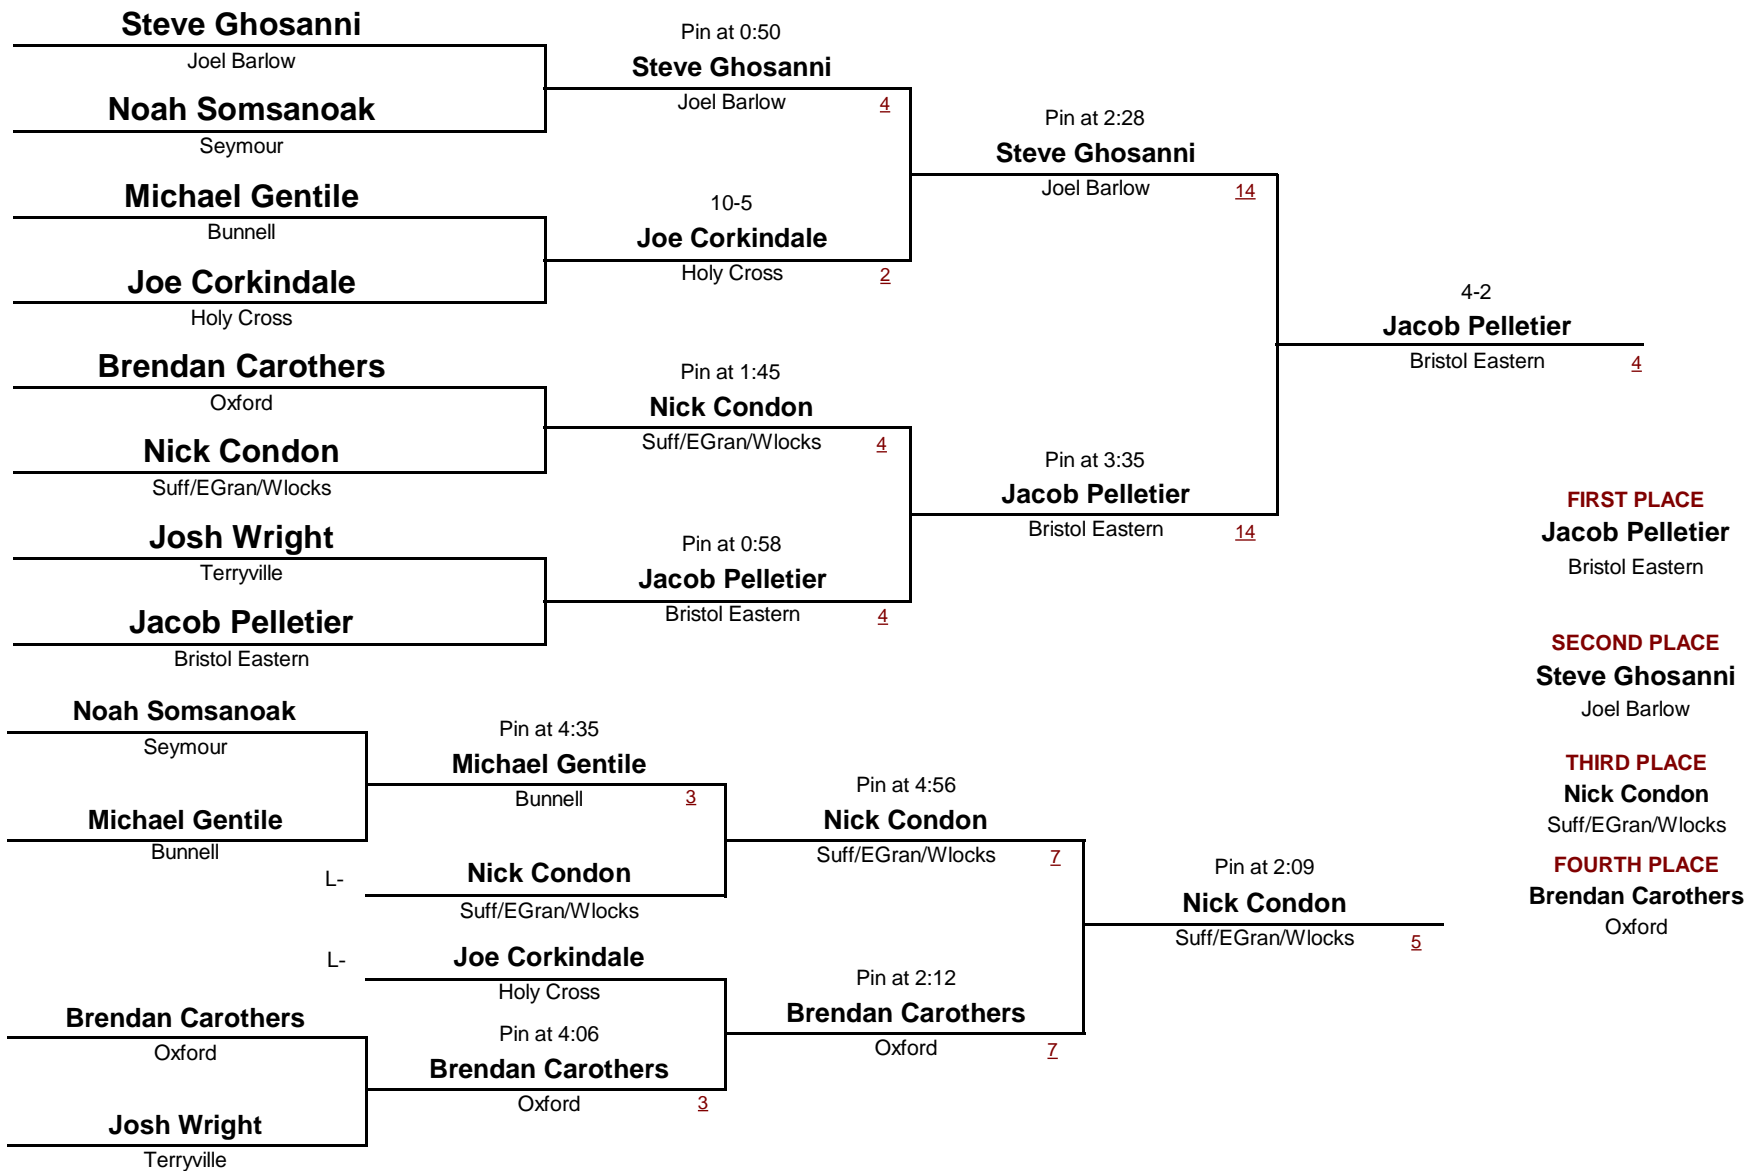 Steve Ghosanni
Joel Barlow
Noah Somsanoak
Seymour
Michael Gentile
Bunnell
Joe Corkindale
Holy Cross
Brendan Carothers
Oxford
Nick Condon
Suff/EGran/Wlocks
Josh Wright
Terryville
Jacob Pelletier
Bristol Eastern
Pin at 0:50
Steve Ghosanni
Joel Barlow 4
10-5
Joe Corkindale
Holy Cross 2
Pin at 1:45
Nick Condon
Suff/EGran/Wlocks 4
Pin at 0:58
Jacob Pelletier
Bristol Eastern 4
Pin at 2:28
Steve Ghosanni
Joel Barlow 14
Pin at 3:35
Jacob Pelletier
Bristol Eastern 14
4-2
Jacob Pelletier
Bristol Eastern 4
Noah Somsanoak
Seymour
Michael Gentile
Bunnell
Brendan Carothers
Oxford
Josh Wright
Terryville
Pin at 4:35
Michael Gentile
Bunnell 3
L- Nick Condon
Suff/EGran/Wlocks
L- Joe Corkindale
Holy Cross
Pin at 4:06
Brendan Carothers
Oxford 3
Pin at 4:56
Nick Condon
Suff/EGran/Wlocks 7
Pin at 2:12
Brendan Carothers
Oxford 7
Pin at 2:09
Nick Condon
Suff/EGran/Wlocks 5
FIRST PLACE
Jacob Pelletier
Bristol Eastern
SECOND PLACE
Steve Ghosanni
Joel Barlow
THIRD PLACE
Nick Condon
Suff/EGran/Wlocks
FOURTH PLACE
Brendan Carothers
Oxford